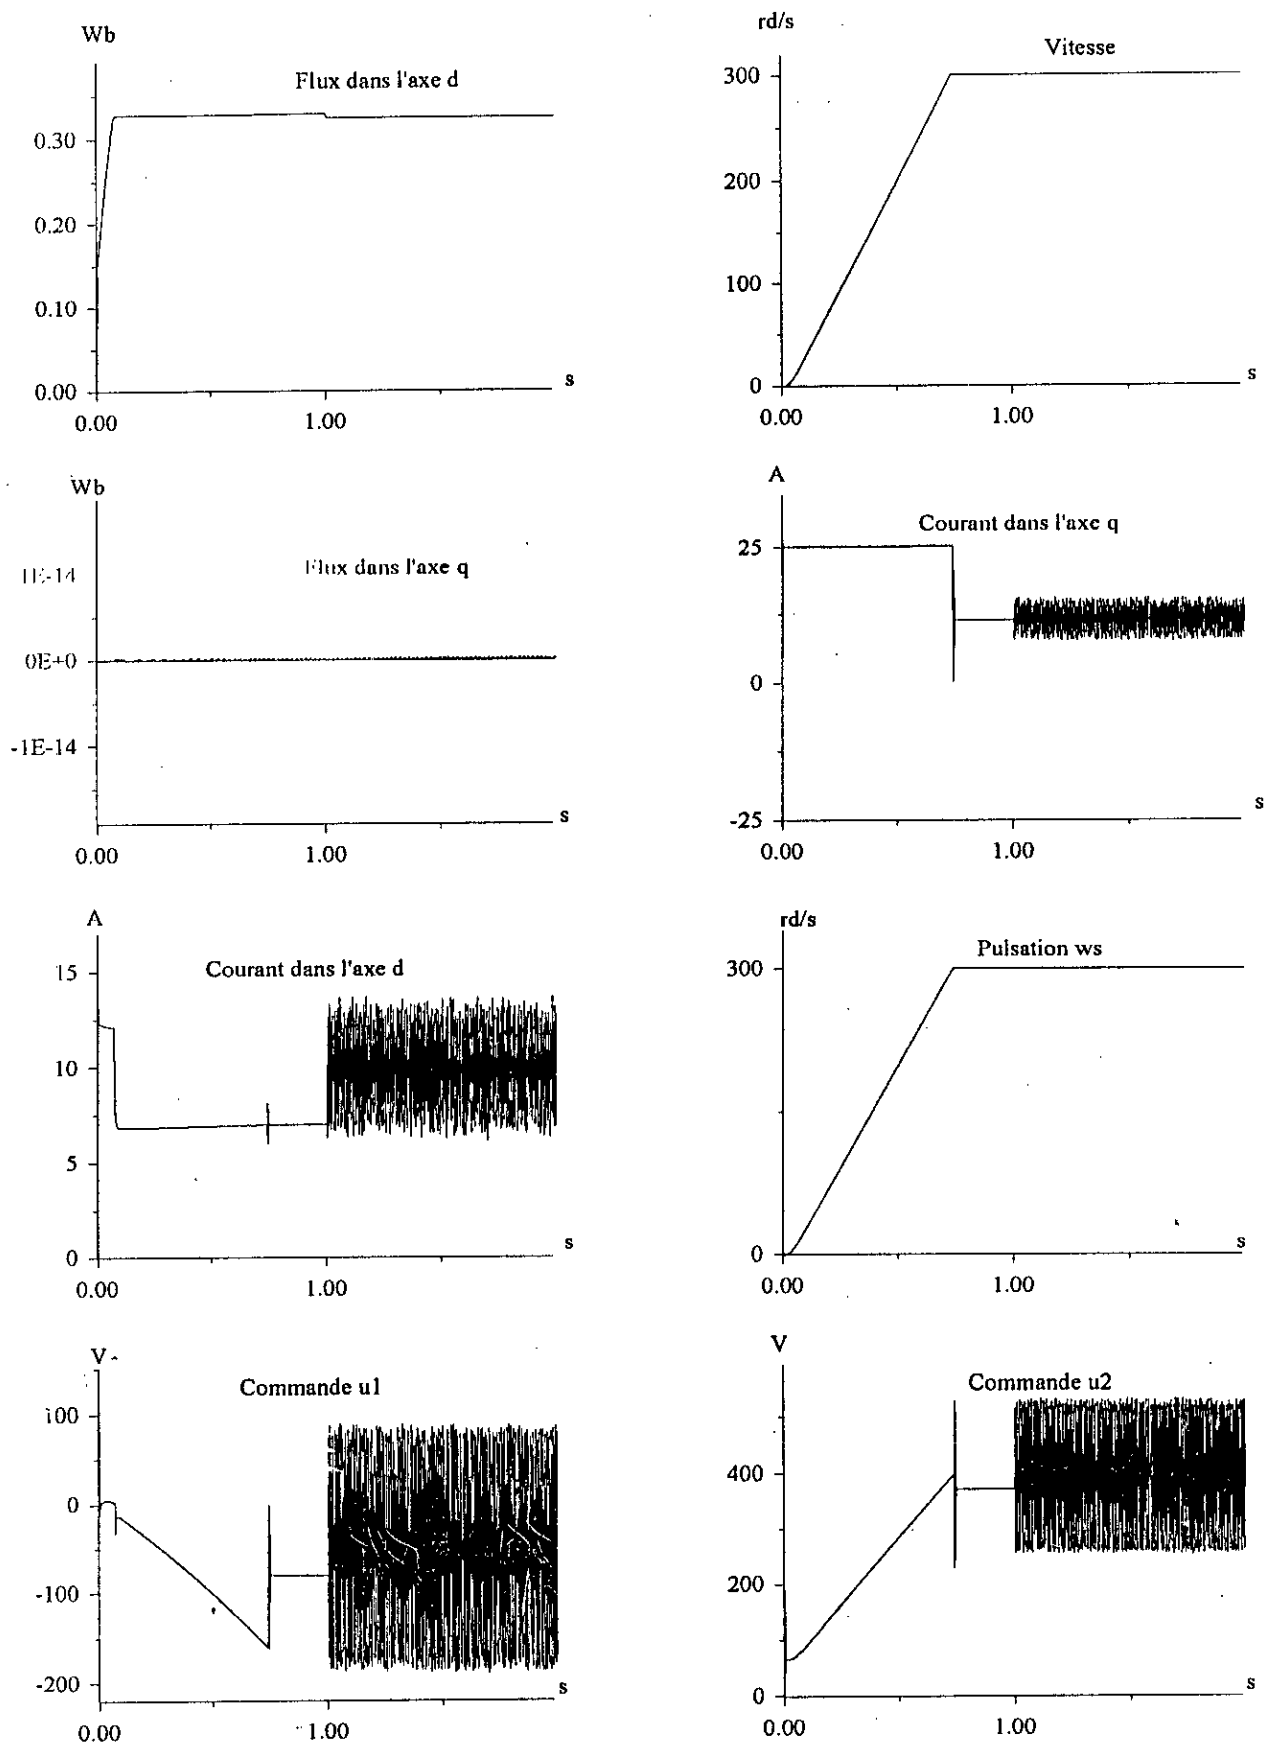 Wb
Flux dans l'axe d
0.30
0.20
0.10
0.00
s
0.00
1.00
rd/s
Vitesse
300
200
100
0
s
0.00
1.00
Wb
Flux dans l'axe q
1E-14
0E+0
-1E-14
s
0.00
1.00
A
Courant dans l'axe q
25
0
-25
s
0.00
1.00
A
Courant dans l'axe d
15
10
5
0
s
0.00
1.00
rd/s
Pulsation ws
300
0
s
0.00
1.00
V
Commande u1
100
0
-100
-200
s
0.00
1.00
V
Commande u2
400
200
0
s
0.00
1.00